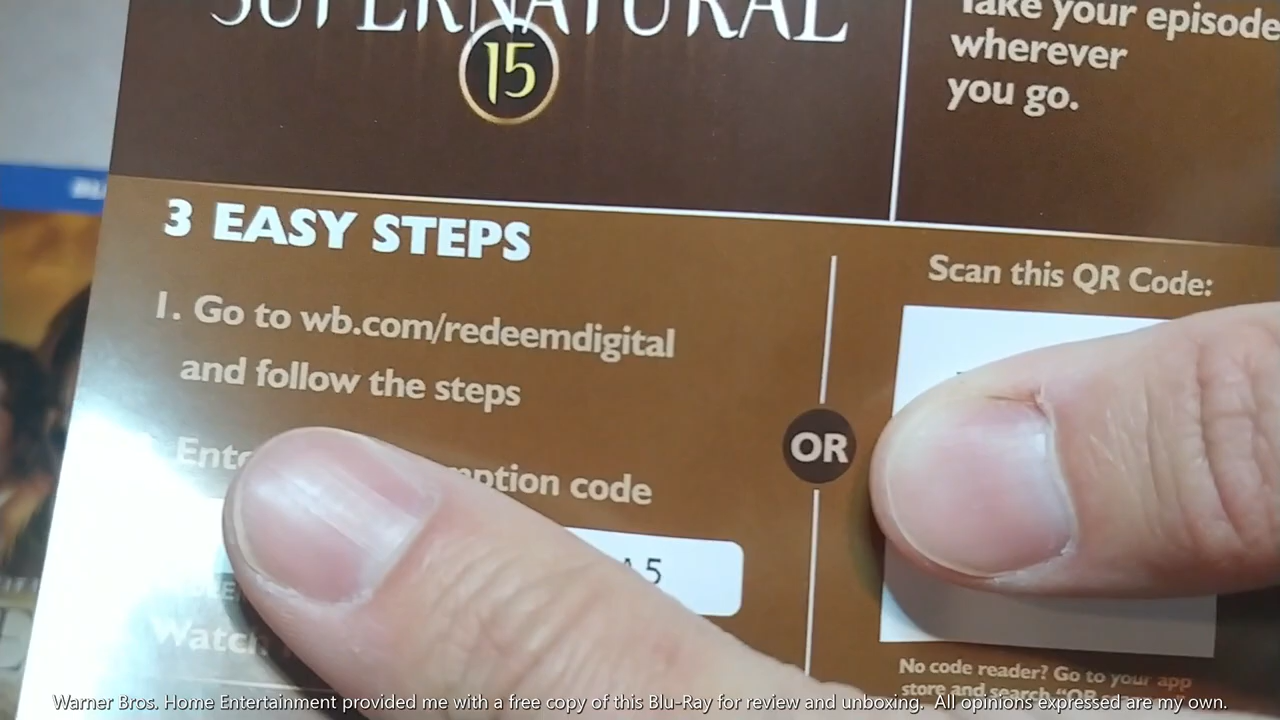 SUPERNATURAL
15
Take your episode
wherever
you go.
3 EASY STEPS
1. Go to wb.com/redeemdigital
and follow the steps
code
A5
Watch
OR
Scan this QR Code:
No code reader? Go to your app
store and search "QR
Warner Bros. Home Entertainment provided me with a free copy of this Blu-Ray for review and unboxing. All opinions expressed are my own.